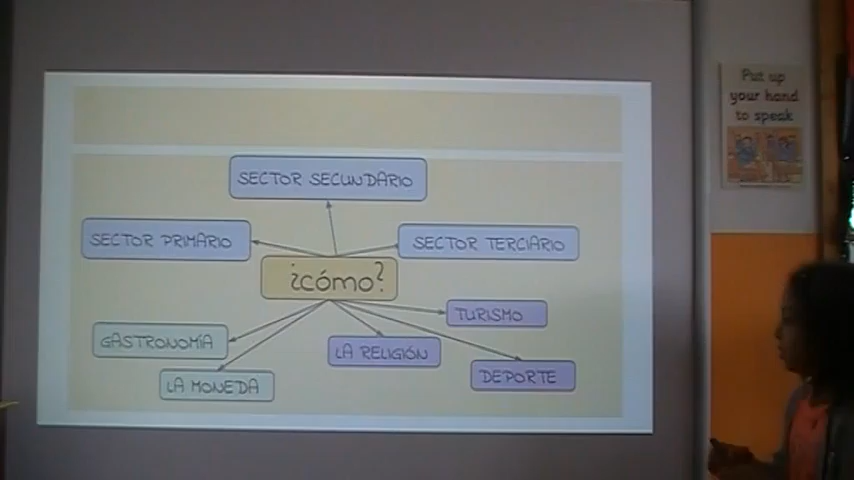 SECTOR SECUNDARIO
SECTOR PRIMARIO
SECTOR TERCIARIO
¿cómo?
TURISMO
GASTRONOMÍA
LA RELIGIÓN
DEPORTE
LA MONEDA
Put up
your hand
to speak